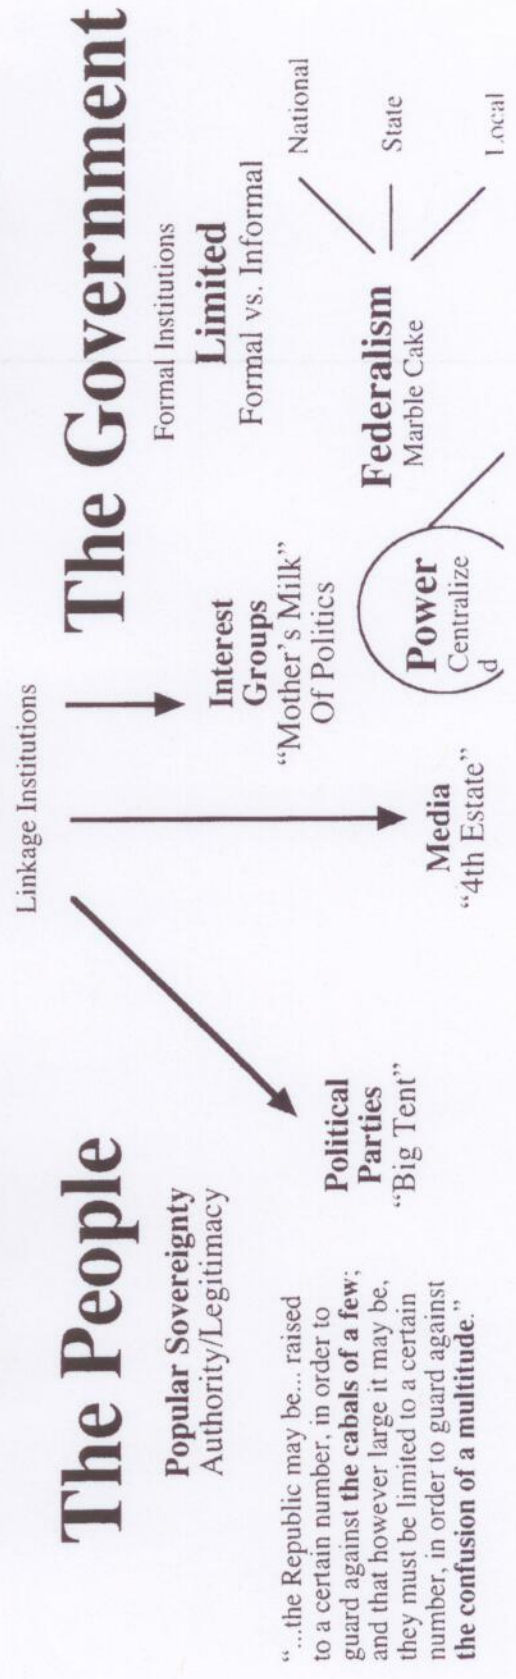 Linkage Institutions
The People
The Government
Popular Sovereignty
Authority/Legitimacy
Formal Institutions
Limited
Formal vs. Informal
Interest
Groups
“Mother’s Milk”
Of Politics
National
State
Local
Federalism
Marble Cake
Power
Centralize
d
Media
“4th Estate”
Political
Parties
“Big Tent”
“...the Republic may be... raised
to a certain number, in order to
guard against the cabals of a few;
and that however large it may be,
they must be limited to a certain
number, in order to guard against
the confusion of a multitude.”